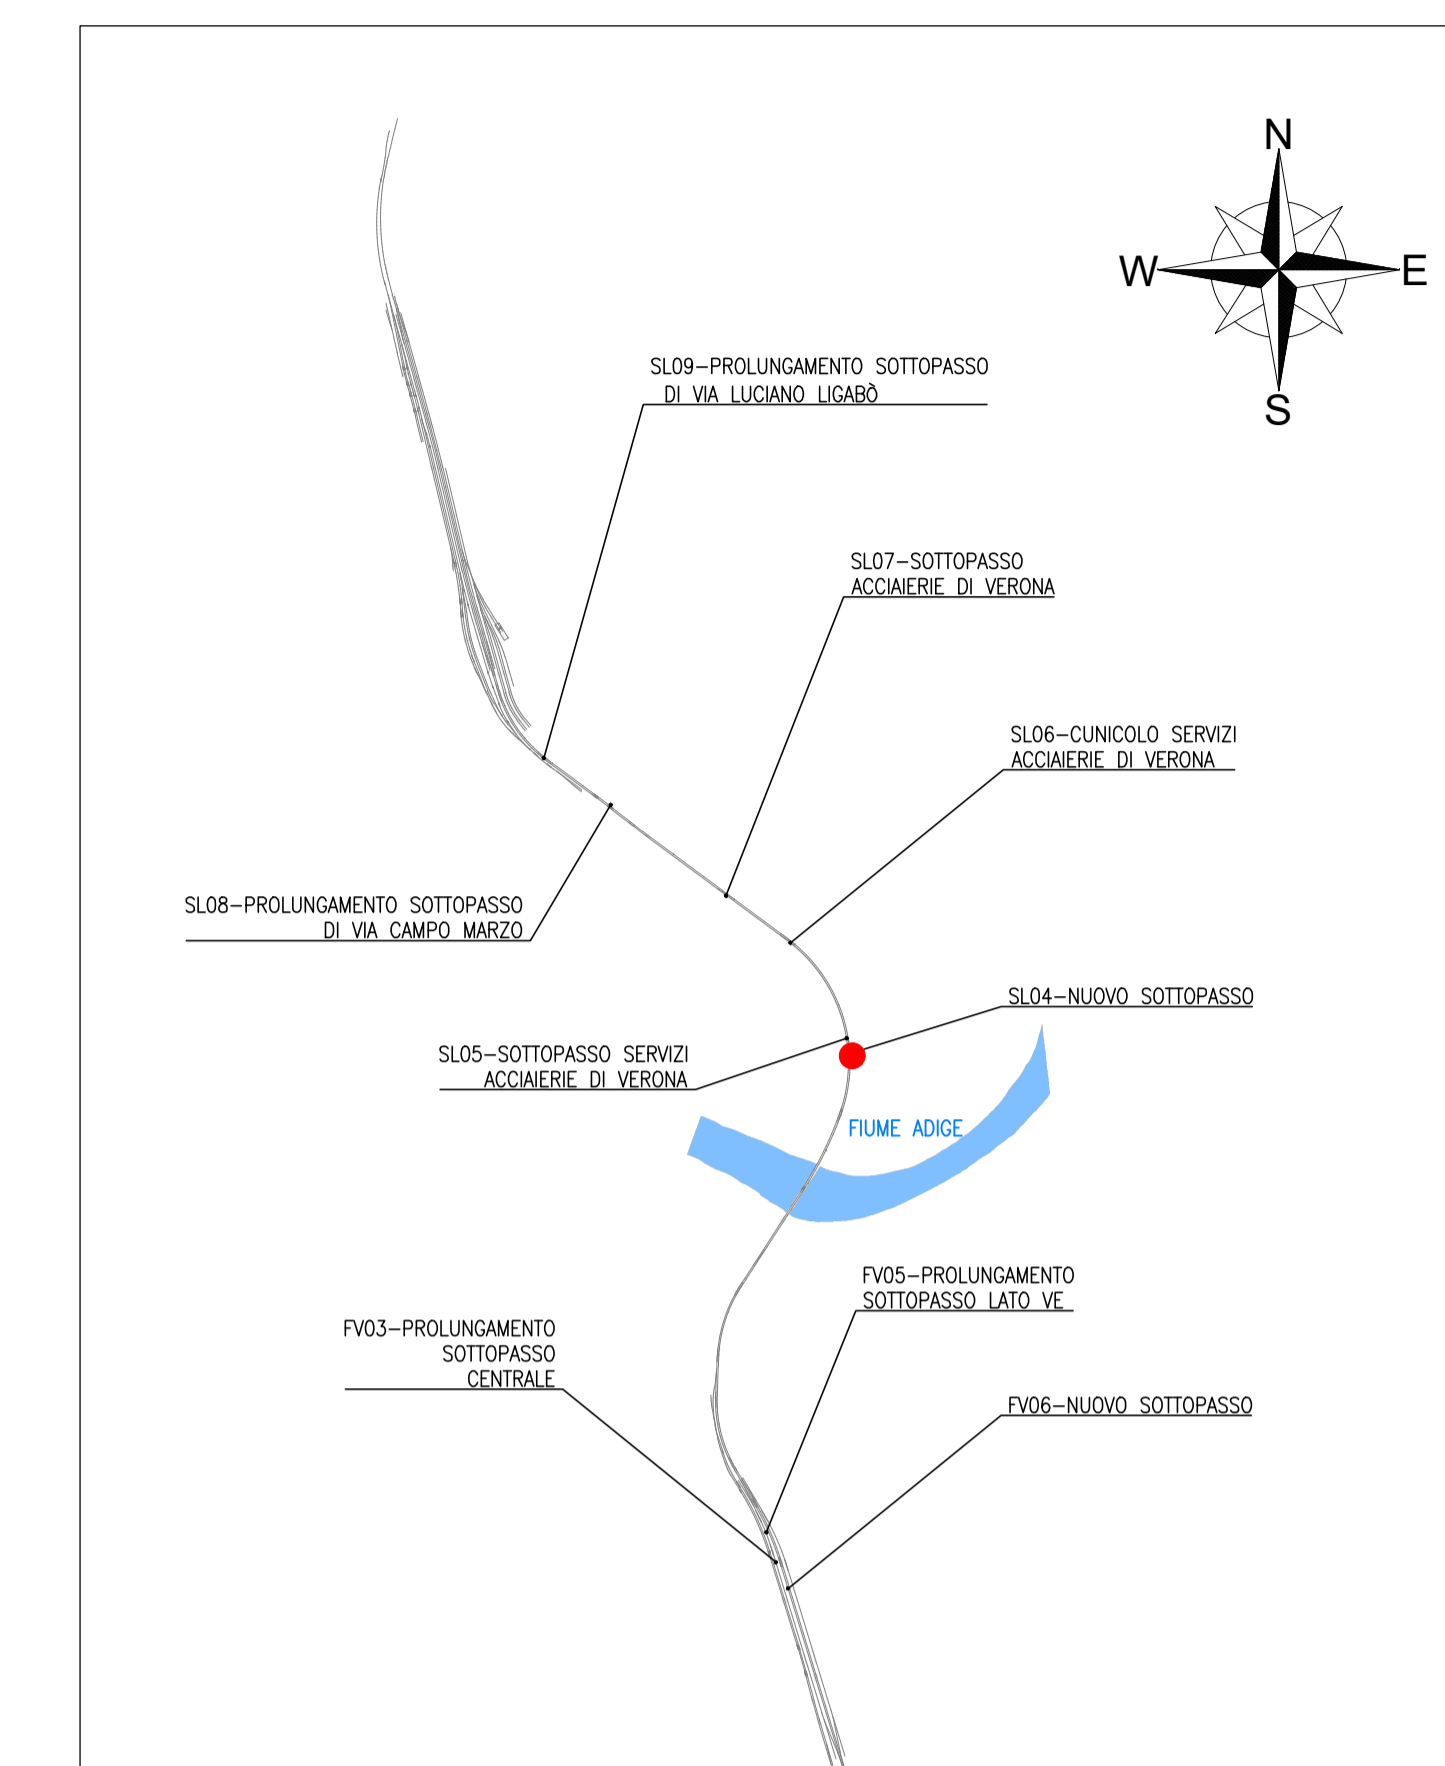 N
W
E
S
SL09-PROLUNGAMENTO SOTTOPASSO
DI VIA LUCIANO LIGABÒ
SL07-SOTTOPASSO
ACCIAIERIE DI VERONA
SL06-CUNICOLO SERVIZI
ACCIAIERIE DI VERONA
SL08-PROLUNGAMENTO SOTTOPASSO
DI VIA CAMPO MARZO
SL04-NUOVO SOTTOPASSO
SL05-SOTTOPASSO SERVIZI
ACCIAIERIE DI VERONA
FIUME ADIGE
FV05-PROLUNGAMENTO
SOTTOPASSO LATO VE
FV03-PROLUNGAMENTO
SOTTOPASSO
CENTRALE
FV06-NUOVO SOTTOPASSO